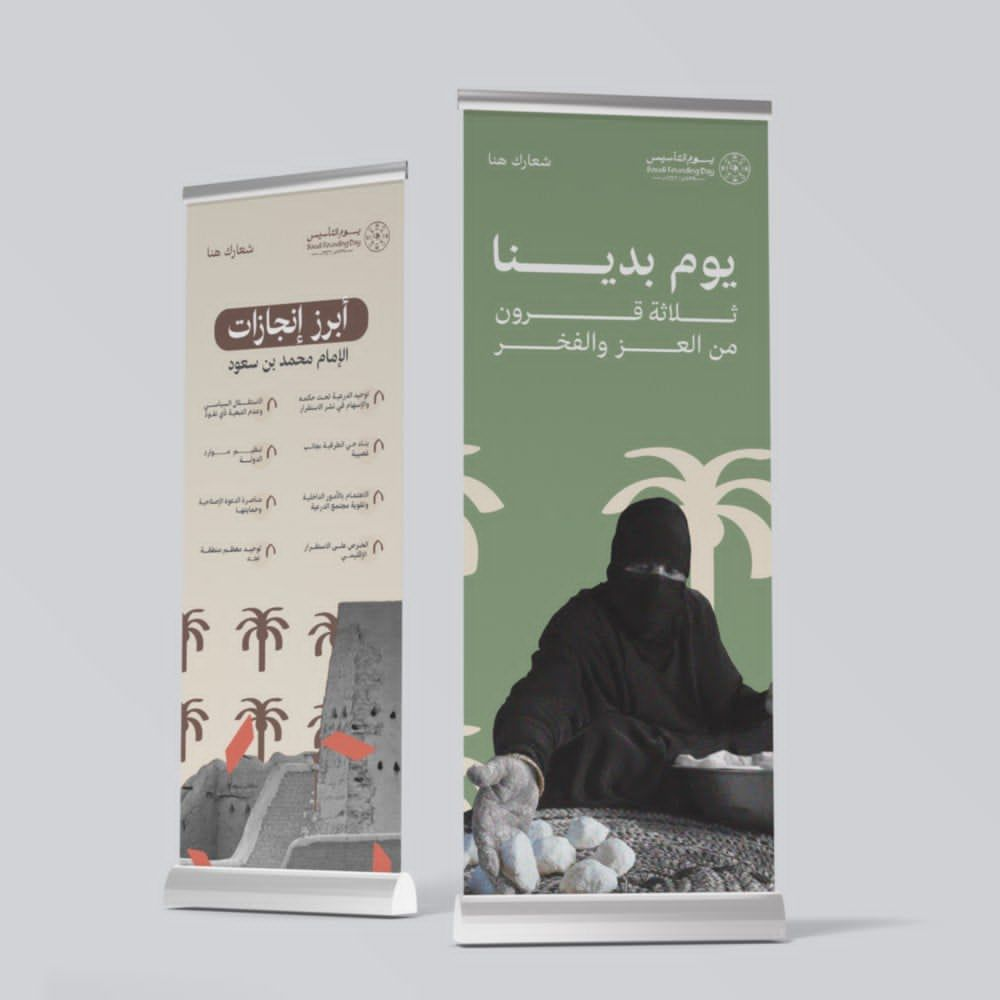 يوم التأسيس
Saudi Founding Day
شعارك هنا
يوم بدينا
ثلاثة قرون
من العز والفخر
يوم التأسيس
Saudi Founding Day
شعارك هنا
أبرز إنجازات
الإمام محمد بن سعود
توحيد الدرعية تحت حكمه
والإسهام في نشر الاستقرار
الاستقلال السياسي
وعدم التبعية لأي نفوذ
بناء حي الطرفية بجانب
غصيبة
تنظيم موارد
الدولة
الاهتمام بالأمور الداخلية
وتقوية مجتمع الدرعية
مناصرة الدعوة الإصلاحية
وحمايتها
الحرص على الاستقرار
الإقليمي
توحيد معظم منطقة
نجد